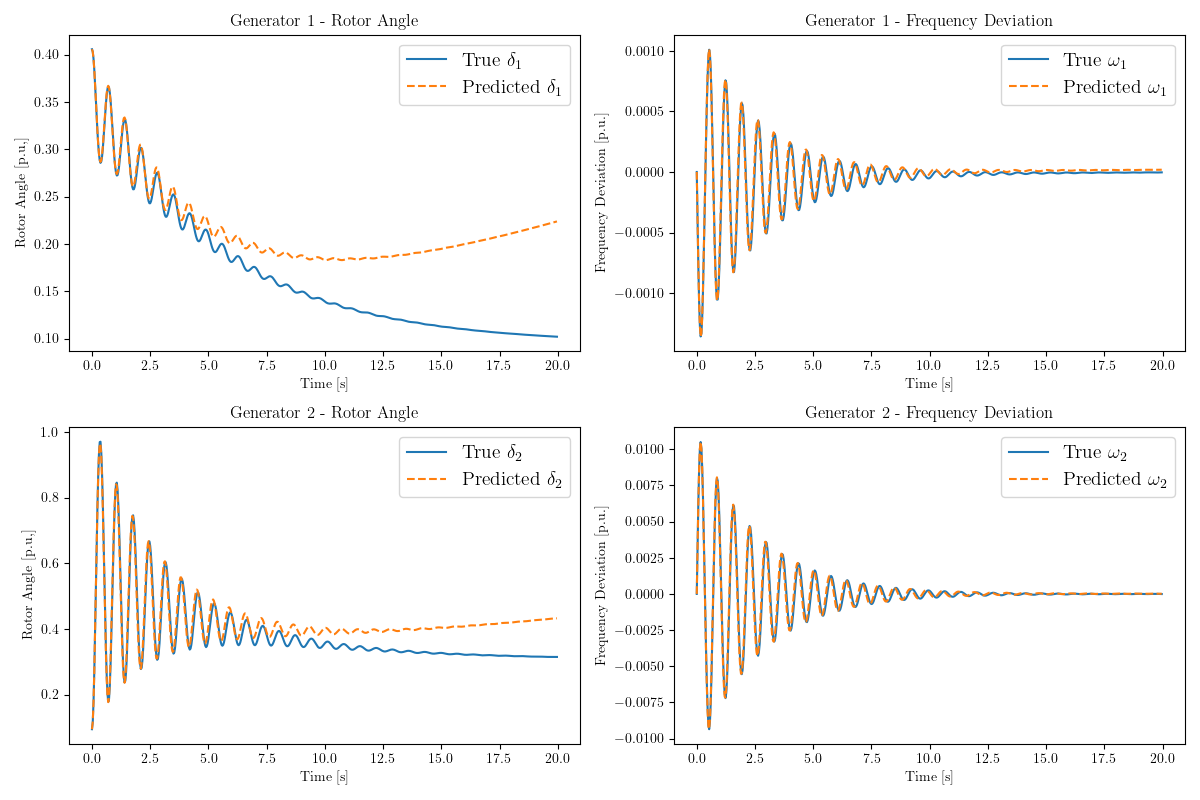 Generator 1 - Rotor Angle
Rotor Angle [p.u.]
0.40
0.35
0.30
0.25
0.20
0.15
0.10
True δ₁
Predicted δ₁
0.0 2.5 5.0 7.5 10.0 12.5 15.0 17.5 20.0
Time [s]
Generator 1 - Frequency Deviation
Frequency Deviation [p.u.]
0.0010
0.0005
0.0000
−0.0005
−0.0010
True ω₁
Predicted ω₁
0.0 2.5 5.0 7.5 10.0 12.5 15.0 17.5 20.0
Time [s]
Generator 2 - Rotor Angle
Rotor Angle [p.u.]
1.0
0.8
0.6
0.4
0.2
True δ₂
Predicted δ₂
0.0 2.5 5.0 7.5 10.0 12.5 15.0 17.5 20.0
Time [s]
Generator 2 - Frequency Deviation
Frequency Deviation [p.u.]
0.0100
0.0075
0.0050
0.0025
0.0000
−0.0025
−0.0050
−0.0075
−0.0100
True ω₂
Predicted ω₂
0.0 2.5 5.0 7.5 10.0 12.5 15.0 17.5 20.0
Time [s]